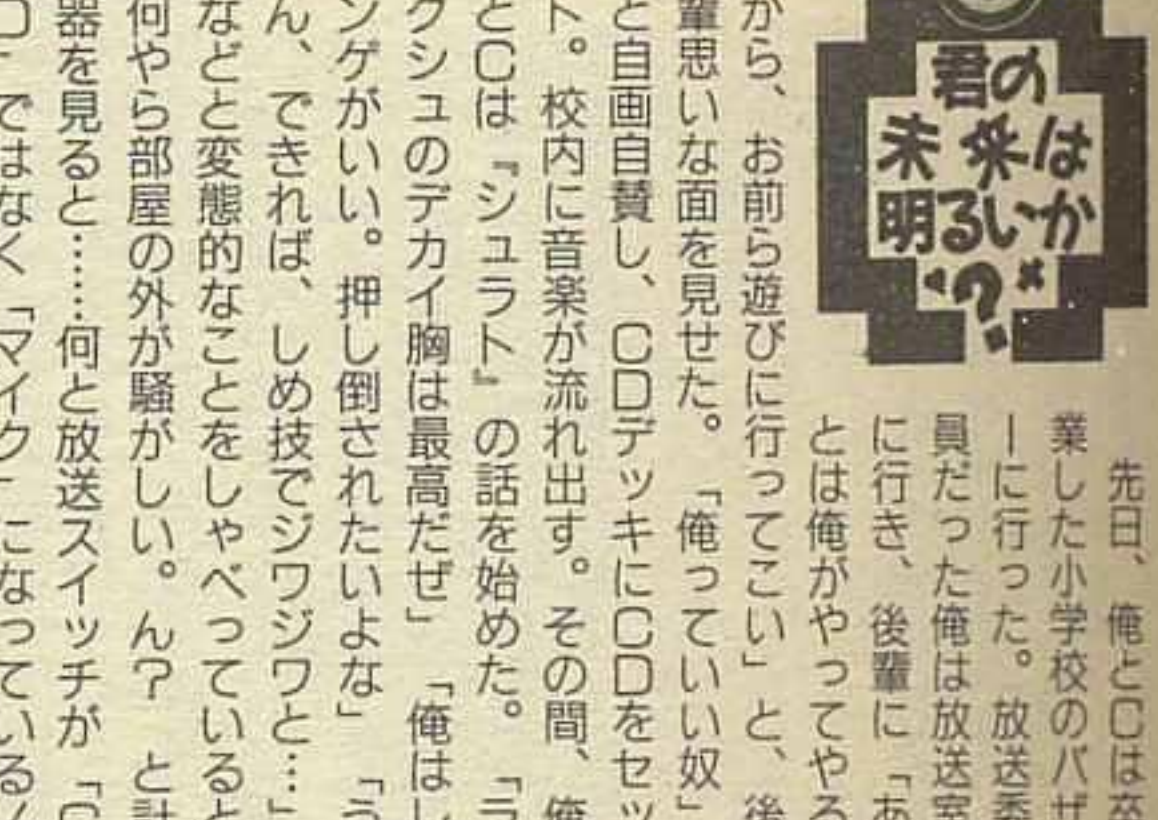 君の
未来は
明るいか
?
先日、俺とCは卒
業した小学校のバザ
ーに行った。放送委
員だった俺は放送室
に行き、後輩に「あ
とは俺がやってやる
から、お前ら遊びに行ってこい」と、後
輩思いな面を見せた。「俺っていい奴」
と自画自賛し、CDデッキにCDをセッ
ト。校内に音楽が流れ出す。その間、俺
とCは『シュラト』の話を始めた。「ラ
クシュのデカイ胸は最高だぜ」「俺はレ
ンゲがいい。押し倒されたいよな」「う
ん、できれば、しめ技でジワジワと…」
などと変態的なことをしゃべっていると
何やら部屋の外が騒がしい。ん? と計
器を見ると……何と放送スイッチが「C
D」ではなく「マイク」になっている